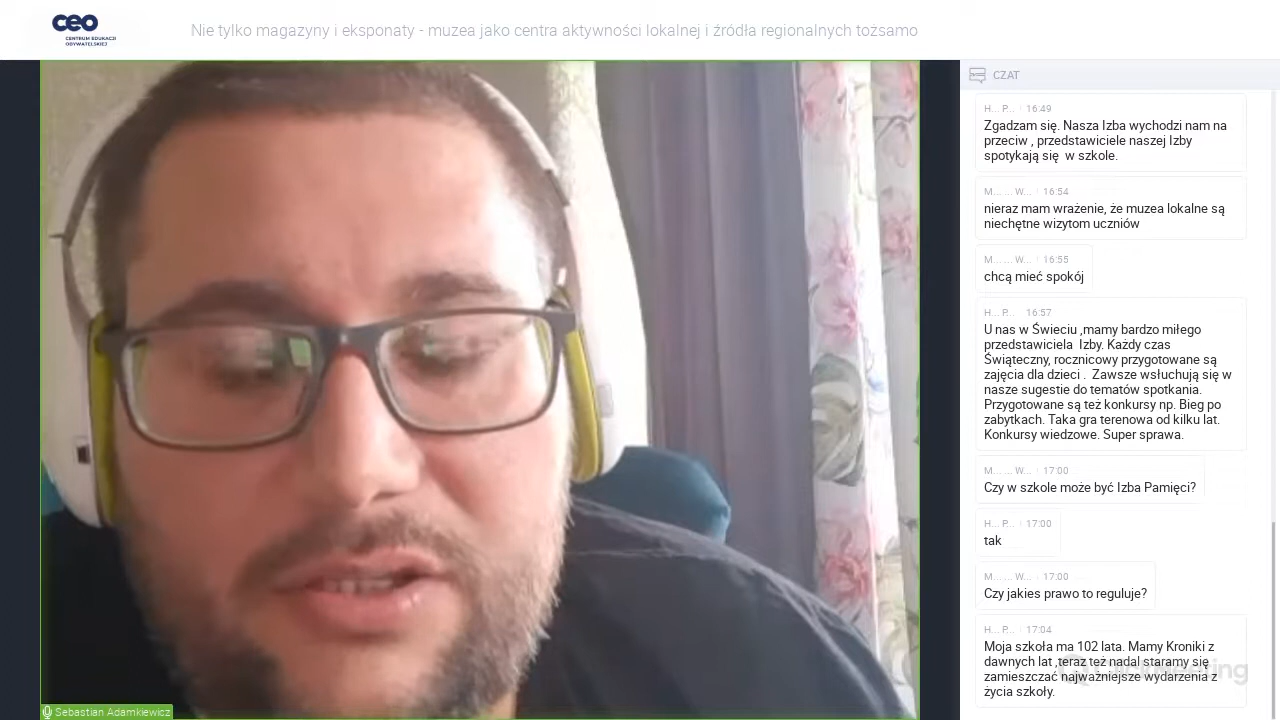 ceo
CENTRUM EDUKACJI
OBYWATELSKIEJ
Nie tylko magazyny i eksponaty - muzea jako centra aktywności lokalnej i źródła regionalnych tożsamo
CZAT
H... P... 16:49
Zgadzam się. Nasza Izba wychodzi nam na
przeciw , przedstawiciele naszej Izby
spotykają się w szkole.
M... ... W... 16:54
nieraz mam wrażenie, że muzea lokalne są
niechętne wizytom uczniów
M... ... W... 16:55
chcą mieć spokój
H... P... 16:57
U nas w Świeciu ,mamy bardzo miłego
przedstawiciela Izby. Każdy czas
Świąteczny, rocznicowy przygotowane są
zajęcia dla dzieci . Zawsze wsłuchują się w
nasze sugestie do tematów spotkania.
Przygotowane są też konkursy np. Bieg po
zabytkach. Taka gra terenowa od kilku lat.
Konkursy wiedzowe. Super sprawa.
M... ... W... 17:00
Czy w szkole może być Izba Pamięci?
H... P... 17:00
tak
M... ... W... 17:00
Czy jakies prawo to reguluje?
H... P... 17:04
Moja szkoła ma 102 lata. Mamy Kroniki z
dawnych lat ,teraz też nadal staramy się
zamieszczać najważniejsze wydarzenia z
życia szkoły.
Sebastian Adamkiewicz